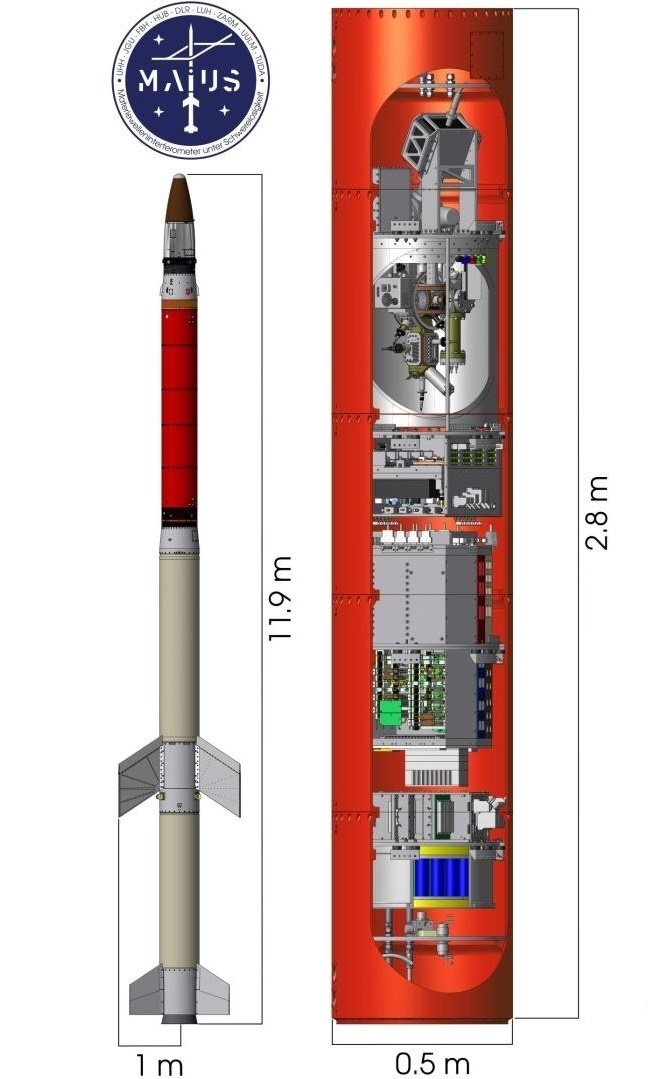 UHH · JGU · FBH · HUB · DLR · LUH · ZARM · UULM · TUDA
MAIUS
Materiewelleninterferometer unter Schwerelosigkeit
11.9 m
2.8 m
1 m
0.5 m